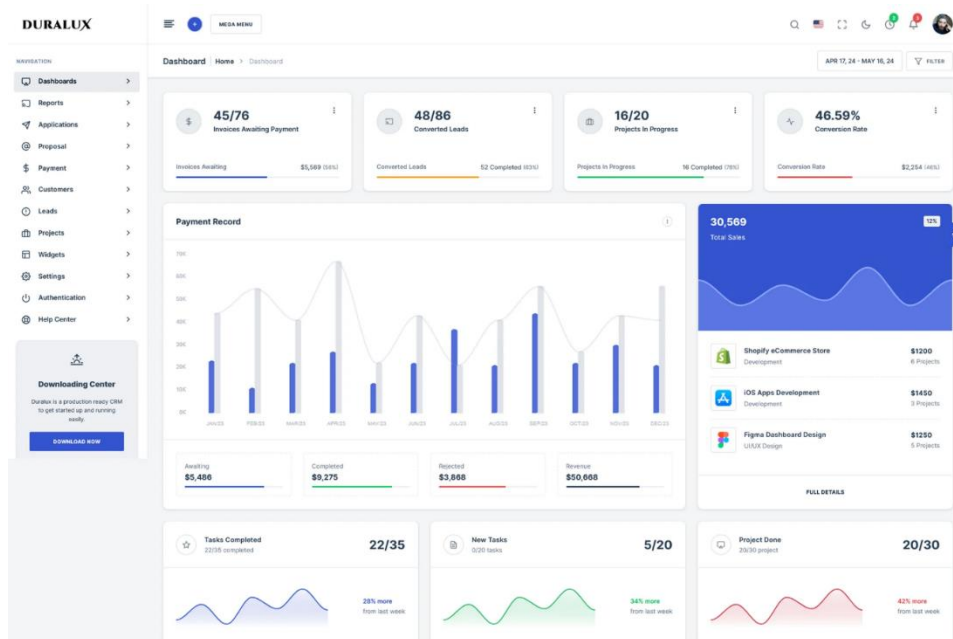 DURALUX
MEGA MENU
NAVIGATION
Dashboards
Reports
Applications
Proposal
Payment
Customers
Leads
Projects
Widgets
Settings
Authentication
Help Center
Downloading Center
Duralux is a production ready CRM
to get started up and running
easily.
DOWNLOAD NOW
Dashboard Home > Dashboard
APR 17, 24 - MAY 16, 24
FILTER
45/76
Invoices Awaiting Payment
Invoices Awaiting $5,569 (56%)
48/86
Converted Leads
Converted Leads 52 Completed (63%)
16/20
Projects In Progress
Projects In Progress 16 Completed (78%)
46.59%
Conversion Rate
Conversion Rate $2,254 (46%)
Payment Record
70K
60K
50K
40K
30K
20K
10K
0K
JAN/23 FEB/23 MAR/23 APR/23 MAY/23 JUN/23 JUL/23 AUG/23 SEP/23 OCT/23 NOV/23 DEC/23
Awaiting
$5,486
Completed
$9,275
Rejected
$3,868
Revenue
$50,668
30,569
12%
Total Sales
Shopify eCommerce Store $1200
Development 6 Projects
iOS Apps Development $1450
Development 3 Projects
Figma Dashboard Design $1250
UI/UX Design 5 Projects
FULL DETAILS
Tasks Completed
22/35 completed
22/35
28% more
from last week
New Tasks
0/20 tasks
5/20
34% more
from last week
Project Done
20/30 project
20/30
42% more
from last week